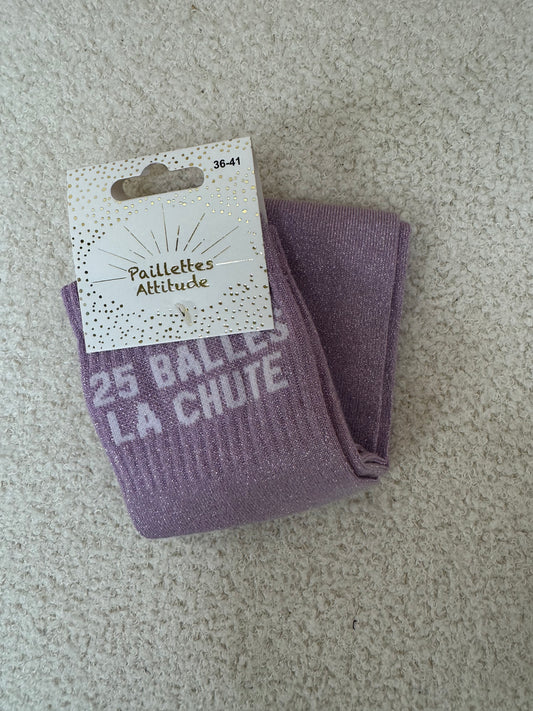 36-41
Paillettes
Attitude
25 BALLES
LA CHUTE